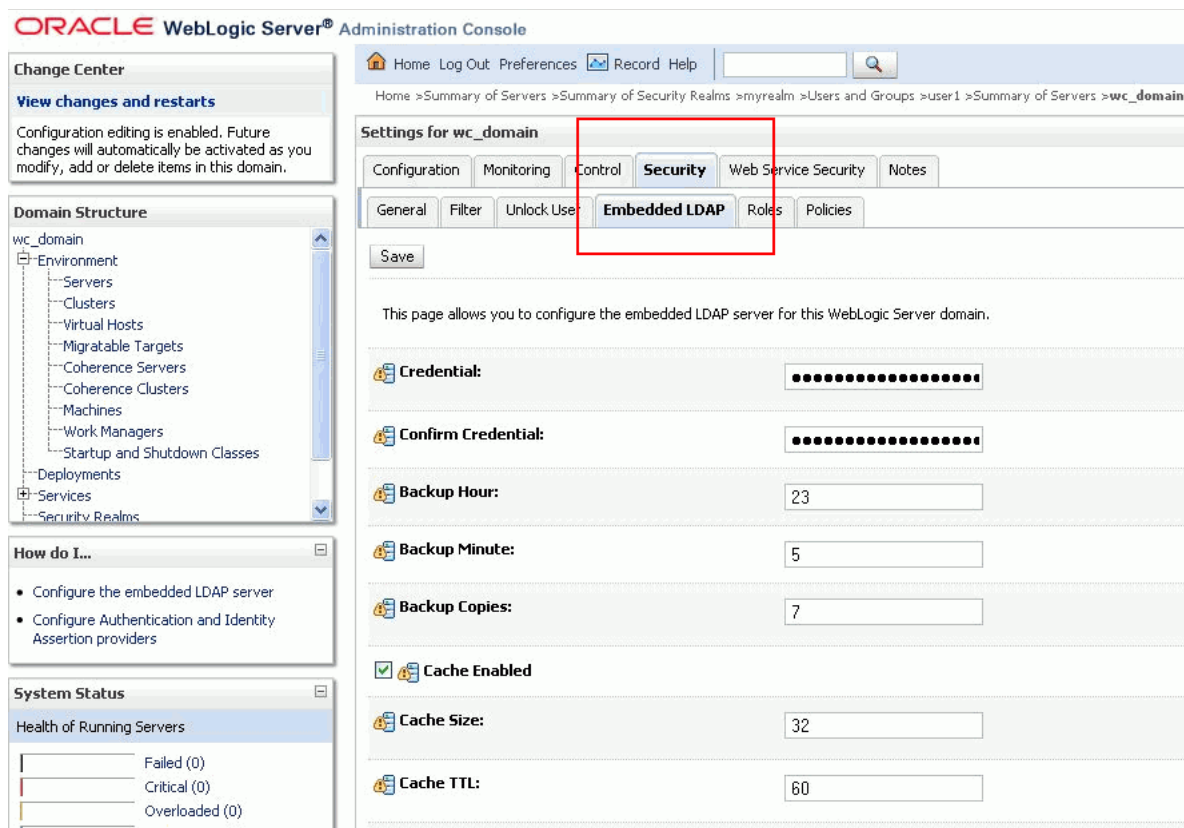 ORACLE WebLogic Server® Administration Console
Change Center
View changes and restarts
Configuration editing is enabled. Future
changes will automatically be activated as you
modify, add or delete items in this domain.
Domain Structure
wc_domain
Environment
Servers
Clusters
Virtual Hosts
Migratable Targets
Coherence Servers
Coherence Clusters
Machines
Work Managers
Startup and Shutdown Classes
Deployments
Services
Security Realms
How do I...
• Configure the embedded LDAP server
• Configure Authentication and Identity
Assertion providers
System Status
Health of Running Servers
Failed (0)
Critical (0)
Overloaded (0)
Home Log Out Preferences Record Help
Home >Summary of Servers >Summary of Security Realms >myrealm >Users and Groups >user1 >Summary of Servers >wc_domain
Settings for wc_domain
Configuration Monitoring Control Security Web Service Security Notes
General Filter Unlock User Embedded LDAP Roles Policies
Save
This page allows you to configure the embedded LDAP server for this WebLogic Server domain.
Credential: ••••••••••••••••••
Confirm Credential: ••••••••••••••••••
Backup Hour: 23
Backup Minute: 5
Backup Copies: 7
Cache Enabled
Cache Size: 32
Cache TTL: 60